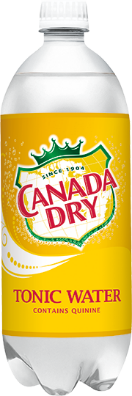 SINCE 1904
CANADA
DRY
TONIC WATER
CONTAINS QUININE